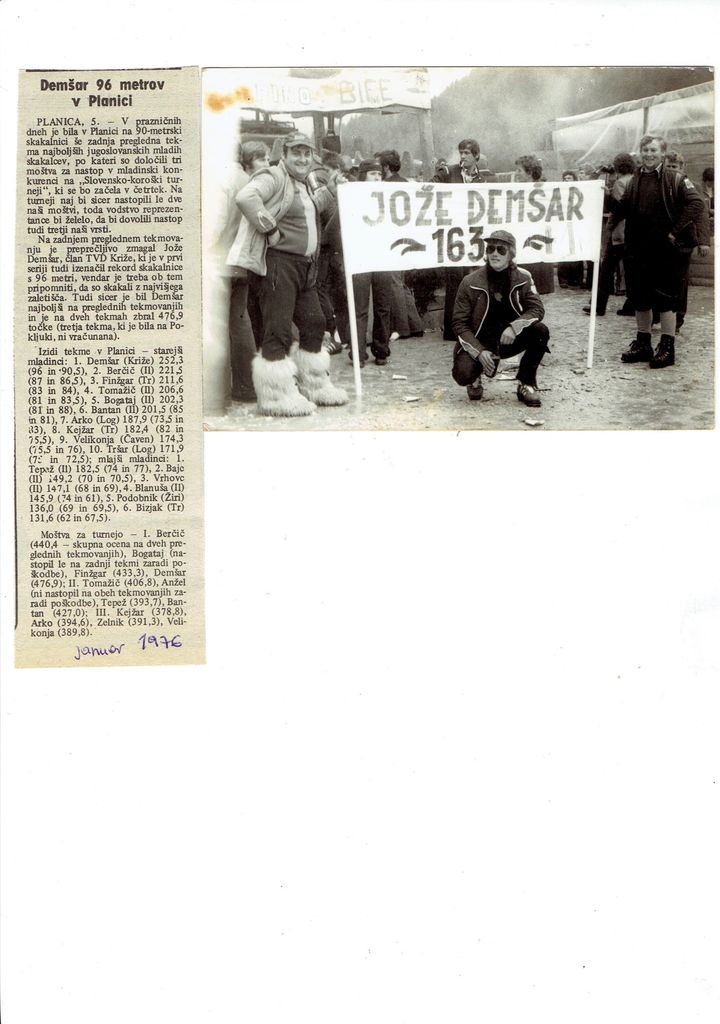 Demšar 96 metrov
v Planici
PLANICA, 5. – V prazničnih
dneh je bila v Planici na 90-metrski
skakalnici še zadnja pregledna tek-
ma najboljših jugoslovanskih mladih
skakalcev, po kateri so določili tri
moštva za nastop v mladinski kon-
kurenci na „Slovensko-koroški tur-
neji”, ki se bo začela v četrtek. Na
turneji naj bi sicer nastopili le dve
naši moštvi, toda vodstvo reprezen-
tance bi želelo, da bi dovolili nastop
tudi tretji naši vrsti.
Na zadnjem preglednem tekmova-
nju je prepričljivo zmagal Jože
Demšar, član TVD Križe, ki je v prvi
seriji tudi izenačil rekord skakalnice
s 96 metri, vendar je treba ob tem
pripomniti, da so skakali z najvišjega
zaletišča. Tudi sicer je bil Demšar
najboljši na preglednih tekmovanjih
in je na dveh tekmah zbral 476,9
točke (tretja tekma, ki je bila na Po-
kljuki, ni vračunana).
Izidi tekme v Planici – starejši
mladinci: 1. Demšar (Križe) 252,3
(96 in 90,5), 2. Berčič (Il) 221,5
(87 in 86,5), 3. Finžgar (Tr) 211,6
(83 in 84), 4. Tomažič (Il) 206,6
(81 in 83,5), 5. Bogataj (Il) 202,3
(81 in 88), 6. Bantan (Il) 201,5 (85
in 81), 7. Arko (Log) 187,9 (73,5 in
83), 8. Kejžar (Tr) 182,4 (82 in
75,5), 9. Velikonja (Čaven) 174,3
(75,5 in 76), 10. Tršar (Log) 171,9
in 72,5); mlajši mladinci: 1.
Tepež (Il) 182,5 (74 in 77), 2. Bajc
(Il) 149,2 (70 in 70,5), 3. Vrhovc
(Il) 147,1 (68 in 69), 4. Blanuša (Il)
145,9 (74 in 61), 5. Podobnik (Žiri)
136,0 (69 in 69,5), 6. Bizjak (Tr)
131,6 (62 in 67,5).
Moštva za turnejo – I. Berčič
(440,4 – skupna ocena na dveh pre-
glednih tekmovanjih), Bogataj (na-
stopil le na zadnji tekmi zaradi po-
škodbe), Finžgar (433,3), Demšar
(476,9); II. Tomažič (406,8), Anžel
(ni nastopil na obeh tekmovanjih za-
radi poškodbe), Tepež (393,7), Ban-
tan (427,0); III. Kejžar (378,8),
Arko (394,6), Zelnik (391,3), Veli-
konja (389,8).
januar 1976
BICE
JOŽE DEMŠAR
163